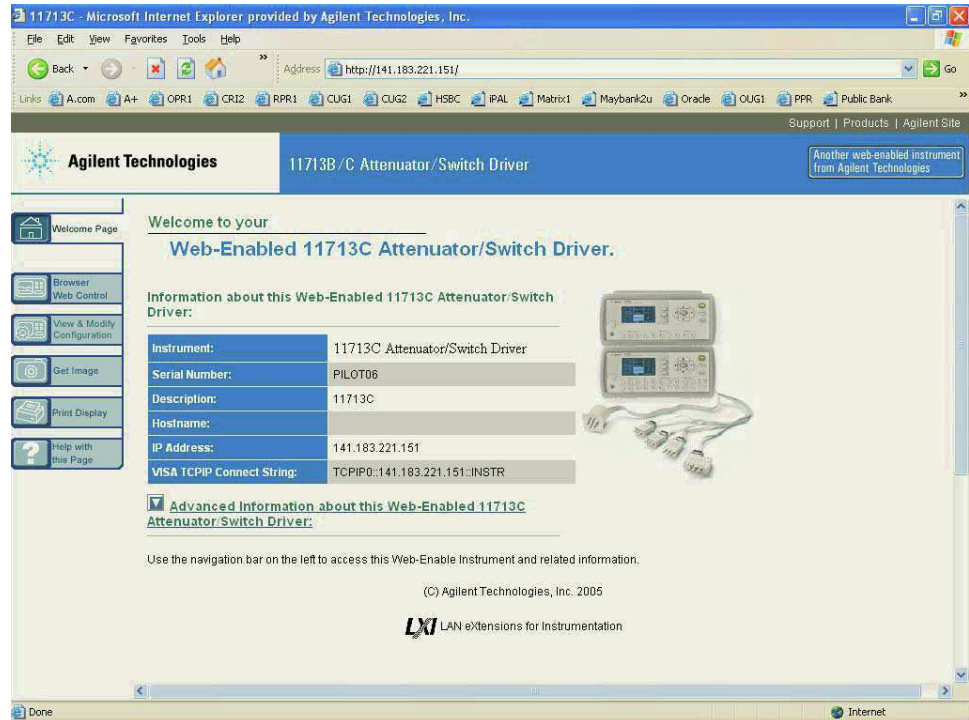 11713C - Microsoft Internet Explorer provided by Agilent Technologies, Inc.
File Edit View Favorites Tools Help
Back » Address http://141.183.221.151/ Go
Links A.com A+ OPR1 CRI2 RPR1 CUG1 CUG2 HSBC iPAL Matrix1 Maybank2u Oracle OUG1 PPR Public Bank »
Support | Products | Agilent Site
Agilent Technologies
11713B/C Attenuator/Switch Driver
Another web-enabled instrument
from Agilent Technologies
Welcome Page
Browser
Web Control
View & Modify
Configuration
Get Image
Print Display
Help with
this Page
Welcome to your
Web-Enabled 11713C Attenuator/Switch Driver.
Information about this Web-Enabled 11713C Attenuator/Switch
Driver:
Instrument: 11713C Attenuator/Switch Driver
Serial Number: PILOT06
Description: 11713C
Hostname:
IP Address: 141.183.221.151
VISA TCPIP Connect String: TCPIP0::141.183.221.151::INSTR
Advanced Information about this Web-Enabled 11713C
Attenuator/Switch Driver:
Use the navigation bar on the left to access this Web-Enable Instrument and related information.
(C) Agilent Technologies, Inc. 2005
LXI LAN eXtensions for Instrumentation
Done Internet